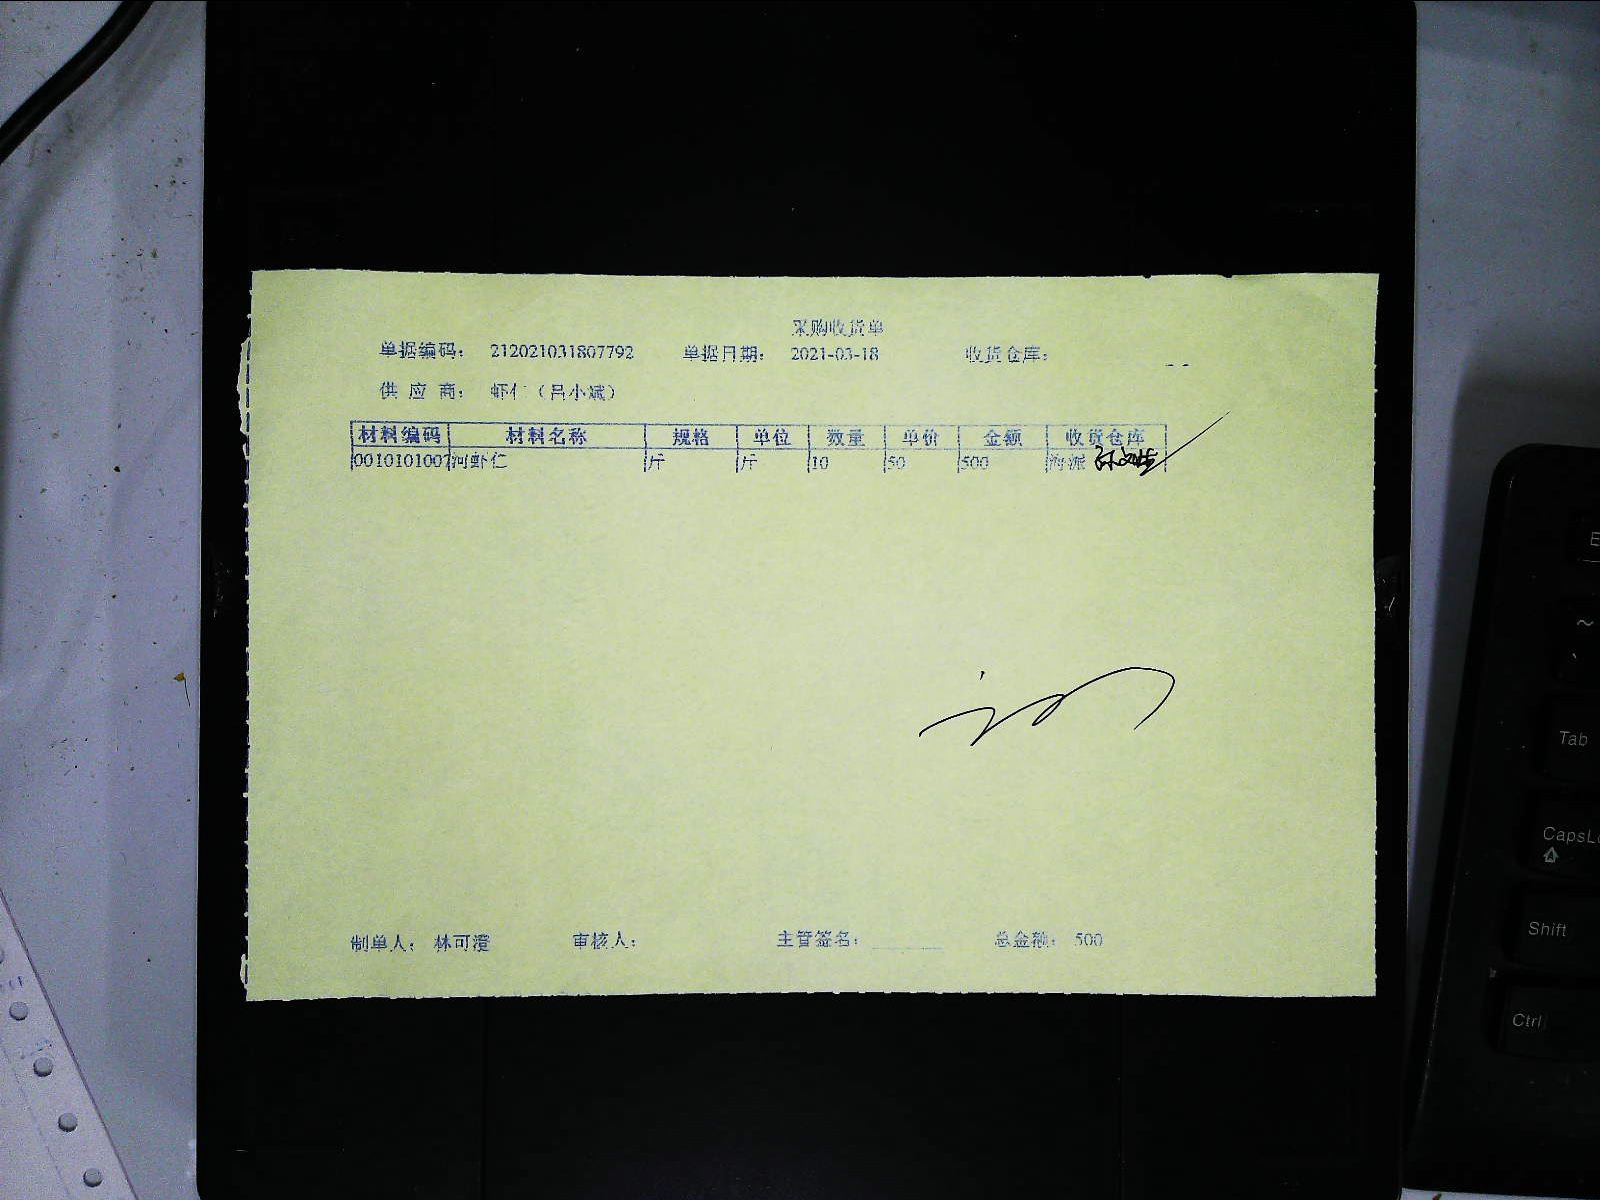 采购收货单
单据编码： 212021031807792 单据日期： 2021-03-18 收货仓库：
供 应 商： 虾仁（吕小斌）
材料编码 材料名称 规格 单位 数量 单价 金额 收货仓库
0010101007 河虾仁 斤 斤 10 50 500 海派
制单人： 林可澄 审核人： 主管签名： 总金额： 500
Tab
CapsLo
Shift
Ctrl